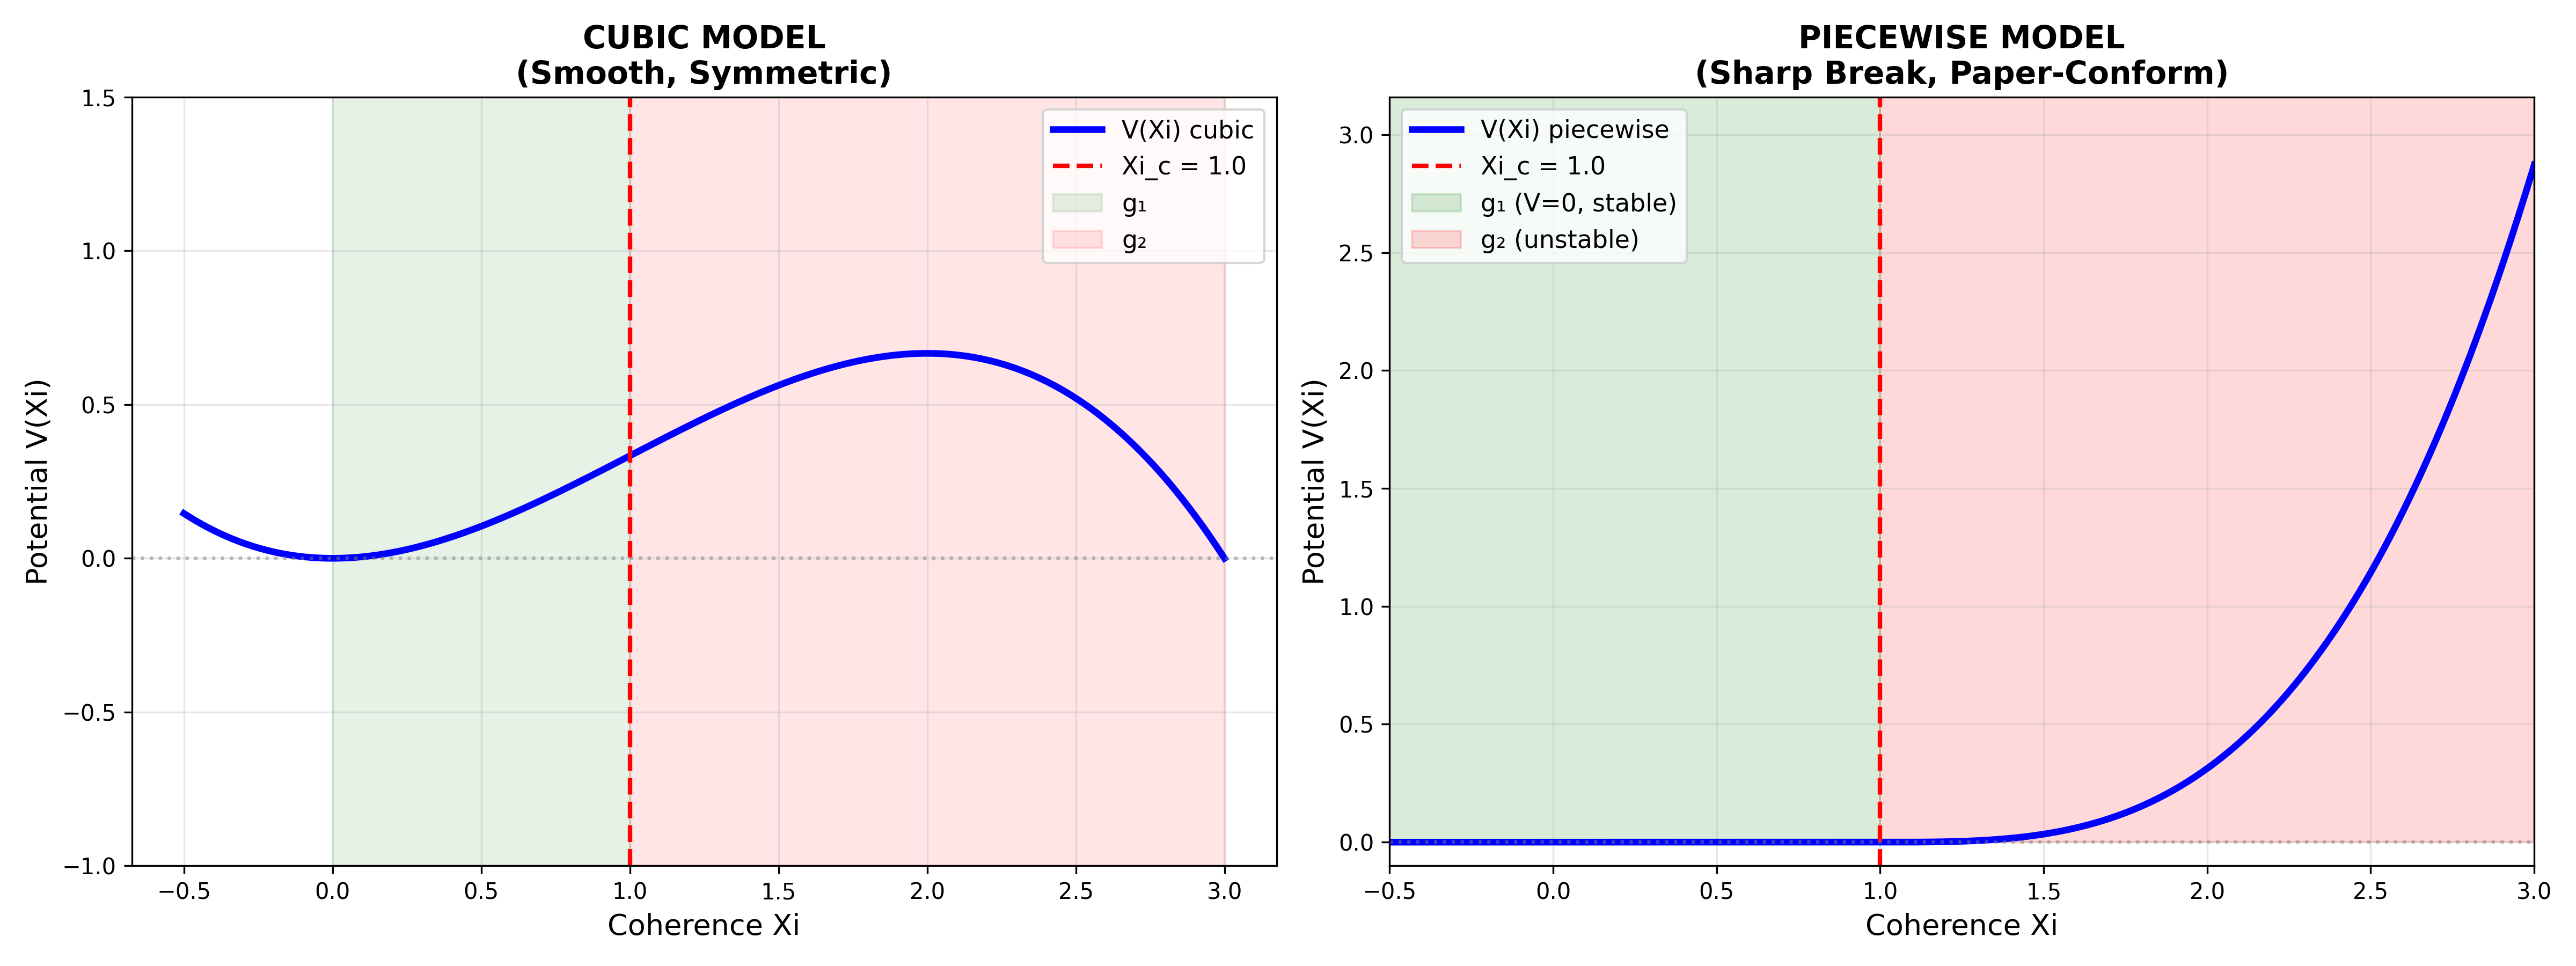 CUBIC MODEL
(Smooth, Symmetric)
V(Xi) cubic
Xi_c = 1.0
g₁
g₂
Potential V(Xi)
1.5
1.0
0.5
0.0
−0.5
−1.0
−0.5 0.0 0.5 1.0 1.5 2.0 2.5 3.0
Coherence Xi
PIECEWISE MODEL
(Sharp Break, Paper-Conform)
V(Xi) piecewise
Xi_c = 1.0
g₁ (V=0, stable)
g₂ (unstable)
Potential V(Xi)
3.0
2.5
2.0
1.5
1.0
0.5
0.0
−0.5 0.0 0.5 1.0 1.5 2.0 2.5 3.0
Coherence Xi